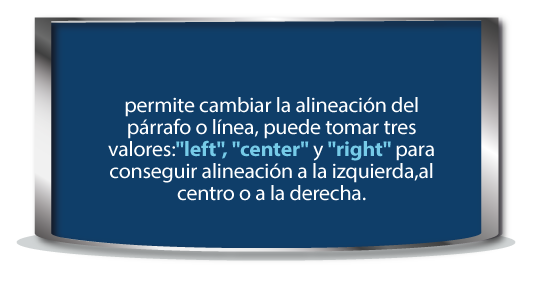 permite cambiar la alineación del
párrafo o línea, puede tomar tres
valores:"left", "center" y "right" para
conseguir alineación a la izquierda,al
centro o a la derecha.